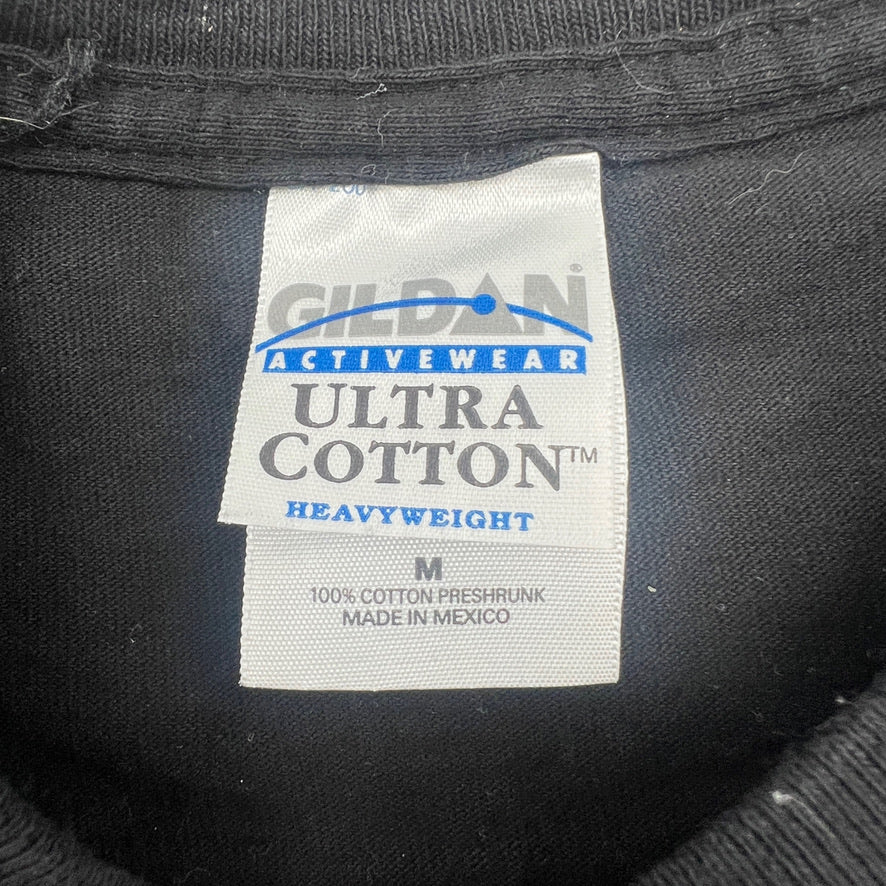 GILDAN®
ACTIVEWEAR
ULTRA
COTTON™
HEAVYWEIGHT
M
100% COTTON PRESHRUNK
MADE IN MEXICO